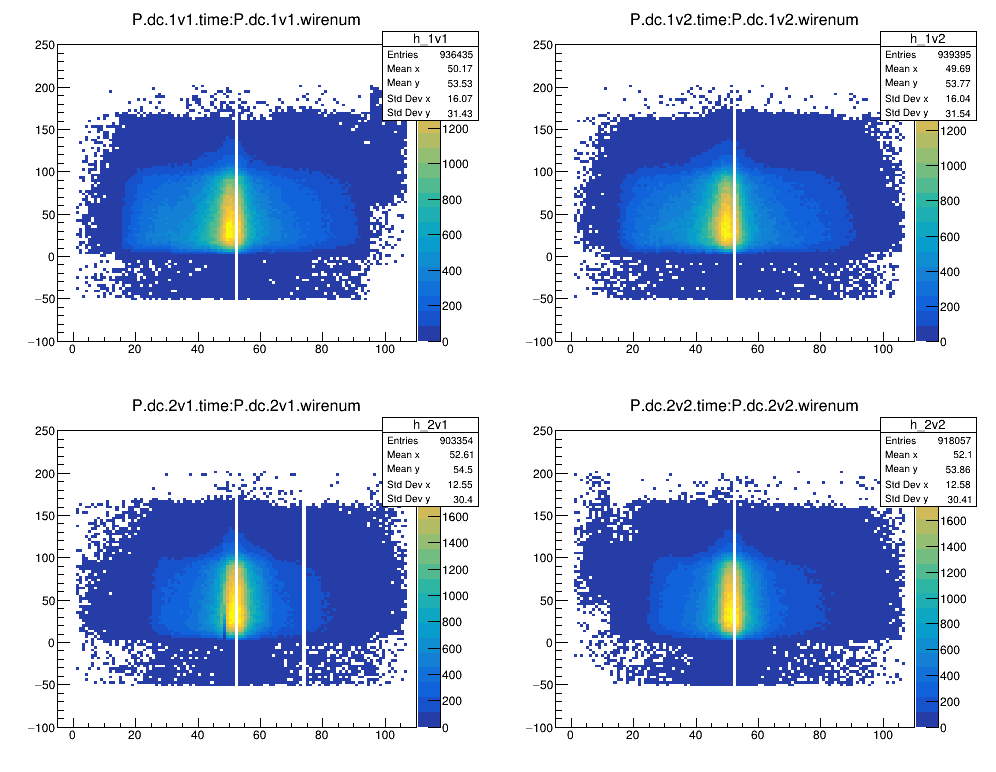 P.dc.1v1.time:P.dc.1v1.wirenum
h_1v1
Entries 936435
Mean x 50.17
Mean y 53.53
Std Dev x 16.07
Std Dev y 31.43
250
200
150
100
50
0
−50
−100
0 20 40 60 80 100
1200
1000
800
600
400
200
0
P.dc.1v2.time:P.dc.1v2.wirenum
h_1v2
Entries 939395
Mean x 49.69
Mean y 53.77
Std Dev x 16.04
Std Dev y 31.54
250
200
150
100
50
0
−50
−100
0 20 40 60 80 100
1200
1000
800
600
400
200
0
P.dc.2v1.time:P.dc.2v1.wirenum
h_2v1
Entries 903354
Mean x 52.61
Mean y 54.5
Std Dev x 12.55
Std Dev y 30.4
250
200
150
100
50
0
−50
−100
0 20 40 60 80 100
1600
1400
1200
1000
800
600
400
200
0
P.dc.2v2.time:P.dc.2v2.wirenum
h_2v2
Entries 918057
Mean x 52.1
Mean y 53.86
Std Dev x 12.58
Std Dev y 30.41
250
200
150
100
50
0
−50
−100
0 20 40 60 80 100
1600
1400
1200
1000
800
600
400
200
0